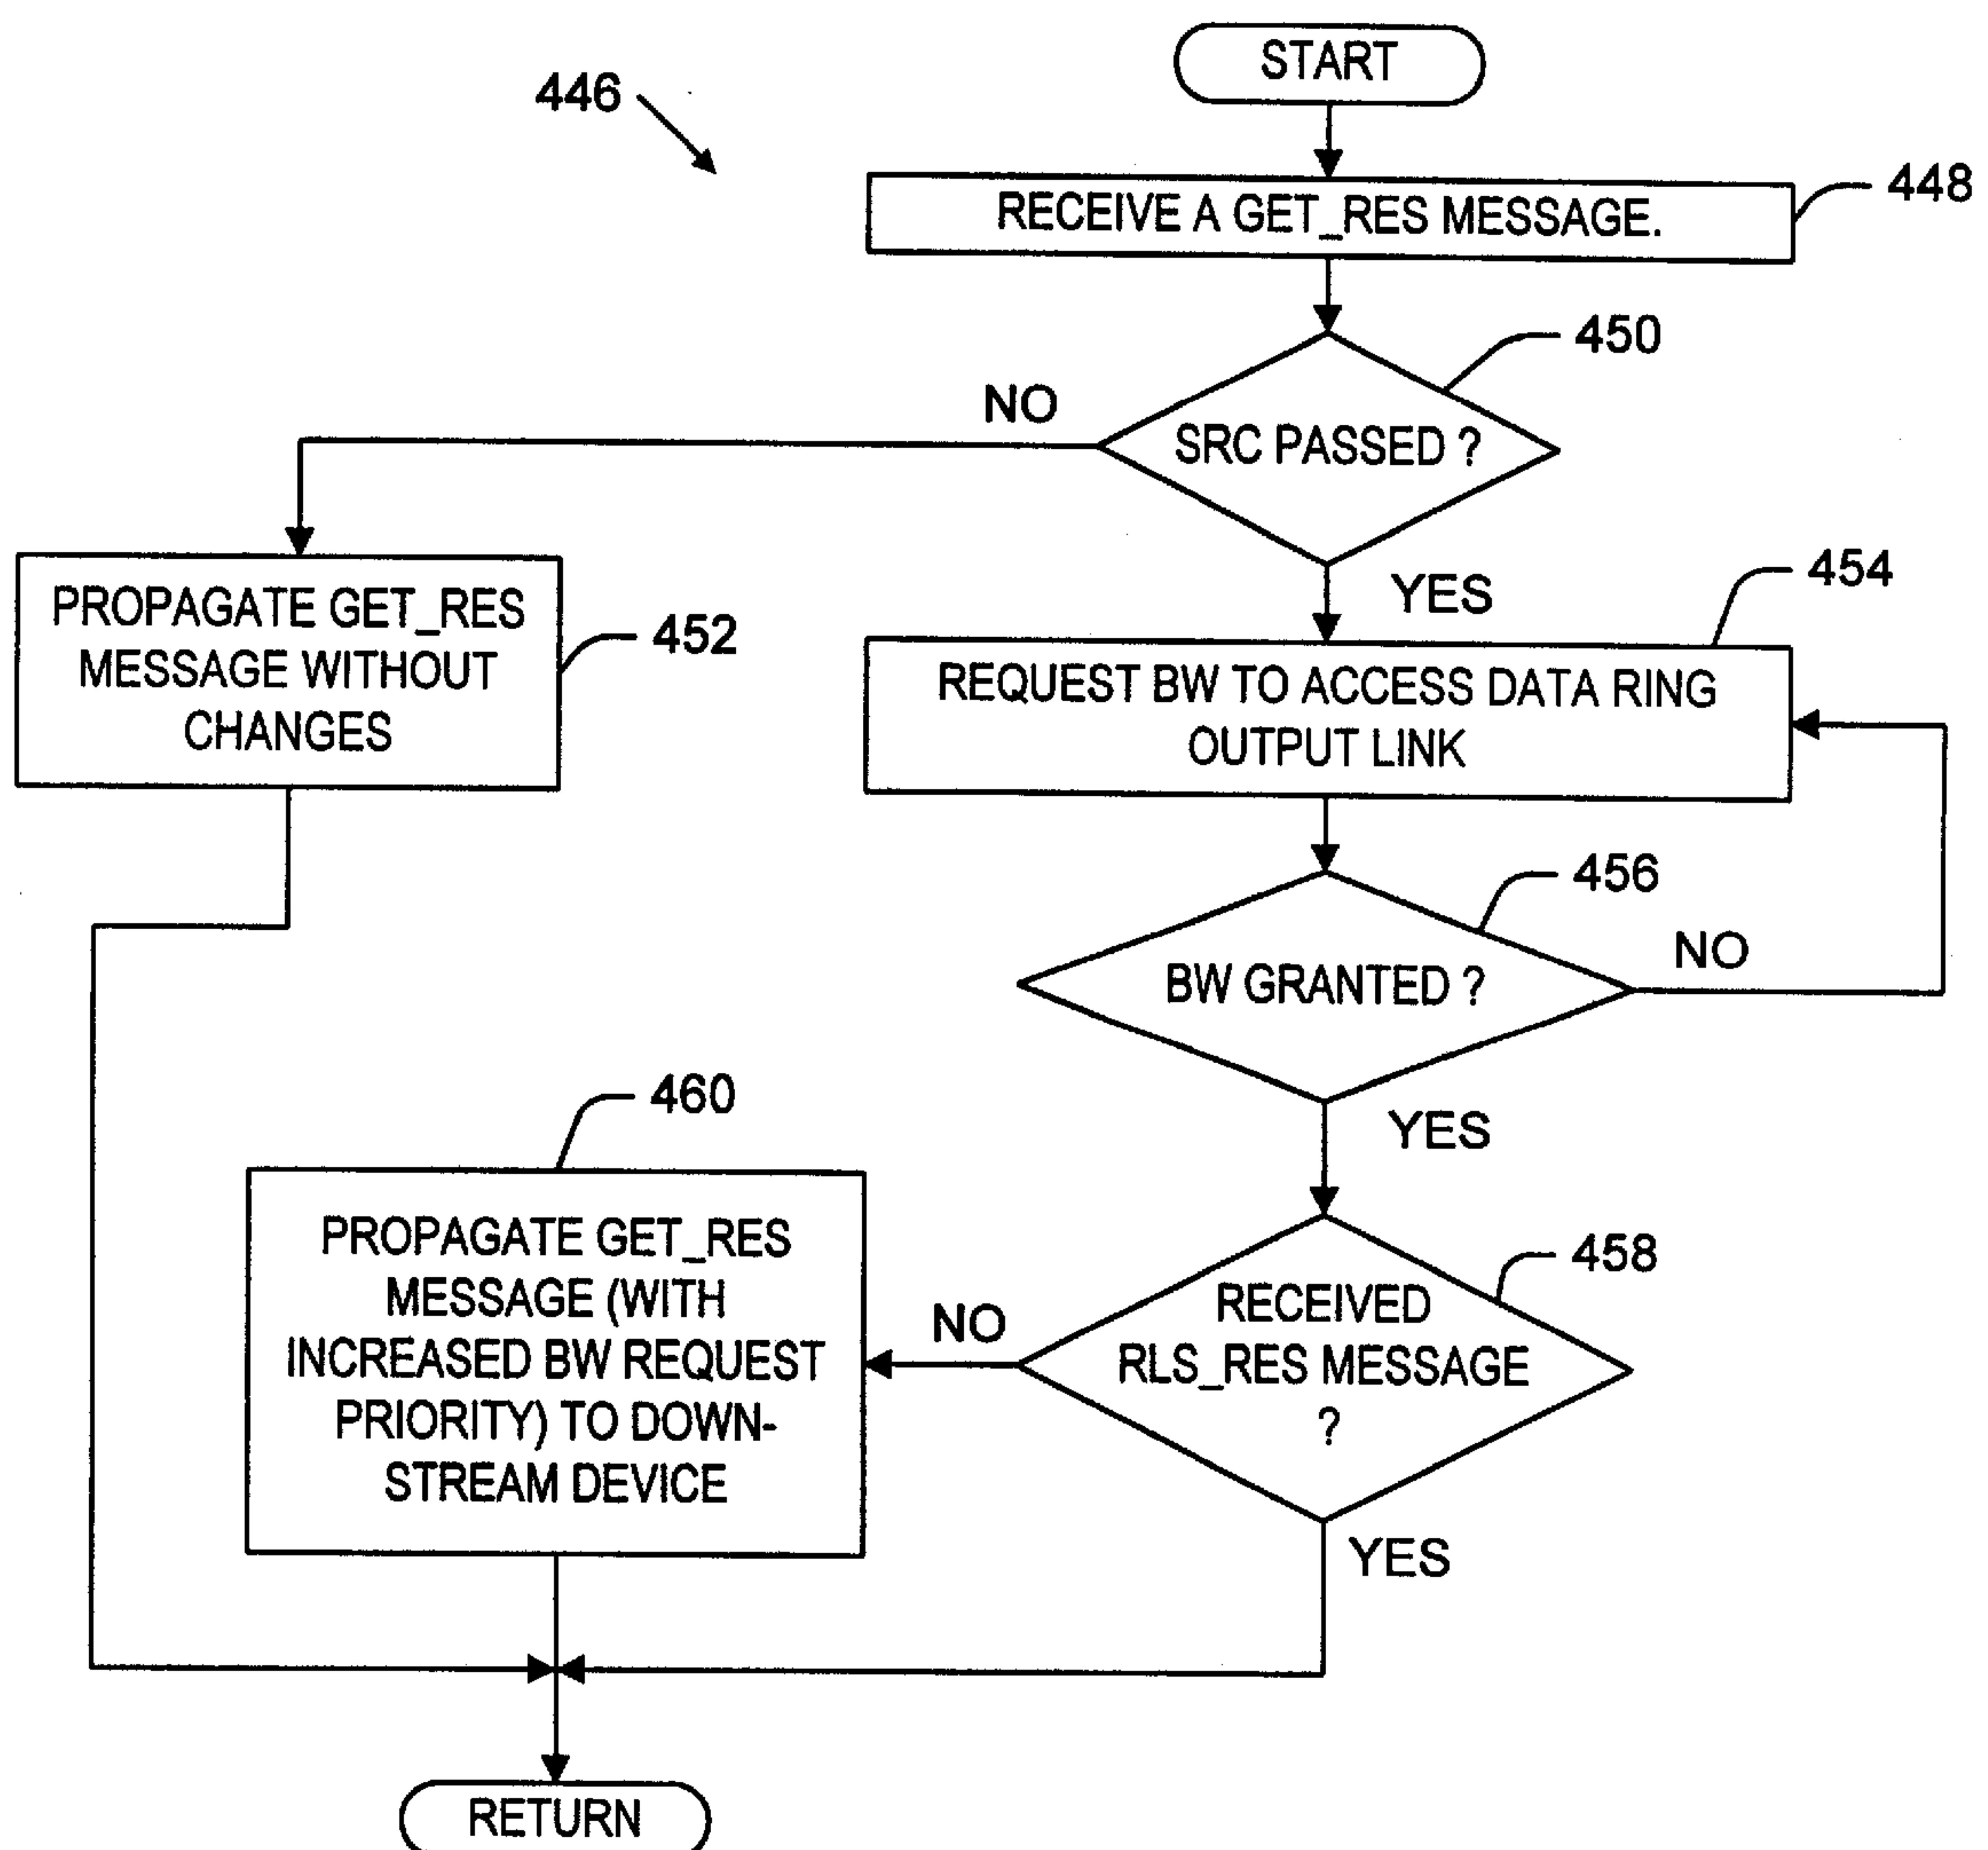 START
446
RECEIVE A GET_RES MESSAGE.
448
450
NO
SRC PASSED ?
YES
454
PROPAGATE GET_RES
MESSAGE WITHOUT
CHANGES
452
REQUEST BW TO ACCESS DATA RING
OUTPUT LINK
456
BW GRANTED ?
NO
YES
460
PROPAGATE GET_RES
MESSAGE (WITH
INCREASED BW REQUEST
PRIORITY) TO DOWN-
STREAM DEVICE
458
NO
RECEIVED
RLS_RES MESSAGE
?
YES
RETURN